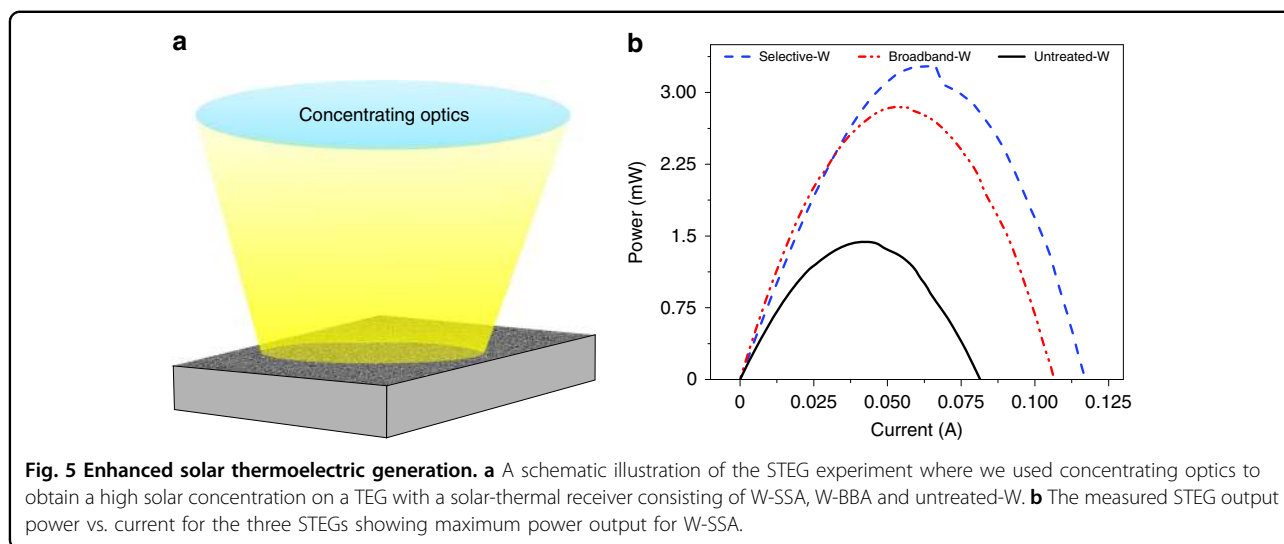 a
Concentrating optics
b
Selective-W Broadband-W Untreated-W
3.00
2.25
1.5
0.75
0
Power (mW)
0 0.025 0.050 0.075 0.100 0.125
Current (A)
Fig. 5 Enhanced solar thermoelectric generation. a A schematic illustration of the STEG experiment where we used concentrating optics to
obtain a high solar concentration on a TEG with a solar-thermal receiver consisting of W-SSA, W-BBA and untreated-W. b The measured STEG output
power vs. current for the three STEGs showing maximum power output for W-SSA.